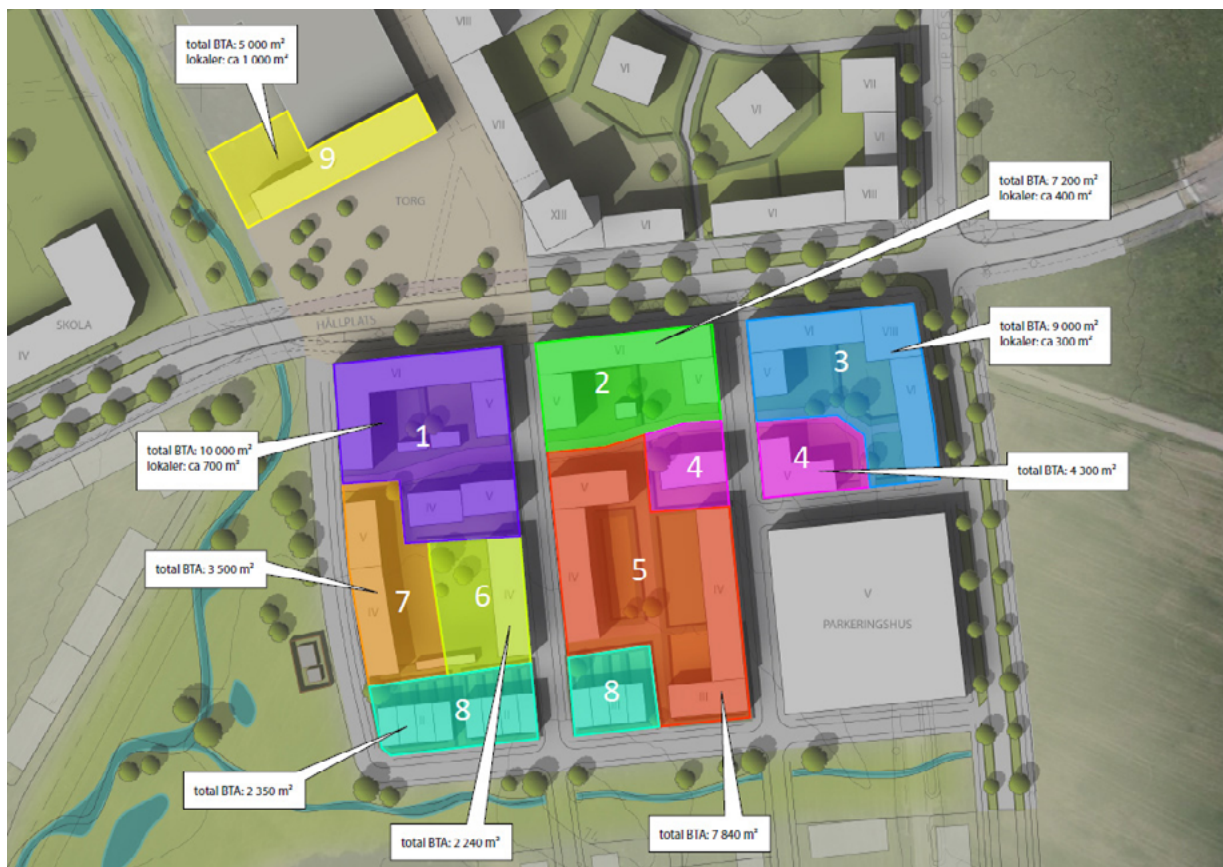 total BTA: 5 000 m²
lokaler: ca 1 000 m²
VIII
VI
VII
VII
VI
VI
9
total BTA: 7 200 m²
lokaler: ca 400 m²
TORG
XIII
VI
VI
VIII
SKOLA
IV
HÅLLPLATS
VI
VI
VIII
total BTA: 9 000 m²
lokaler: ca 300 m²
3
VI
V
2
V
V
VI
V
1
total BTA: 10 000 m²
lokaler: ca 700 m²
4
4
V
total BTA: 4 300 m²
V
IV
V
V
IV
5
IV
total BTA: 3 500 m²
IV
7
6
IV
V
PARKERINGSHUS
8
8
II
II
III
III
total BTA: 2 350 m²
total BTA: 2 240 m²
total BTA: 7 840 m²